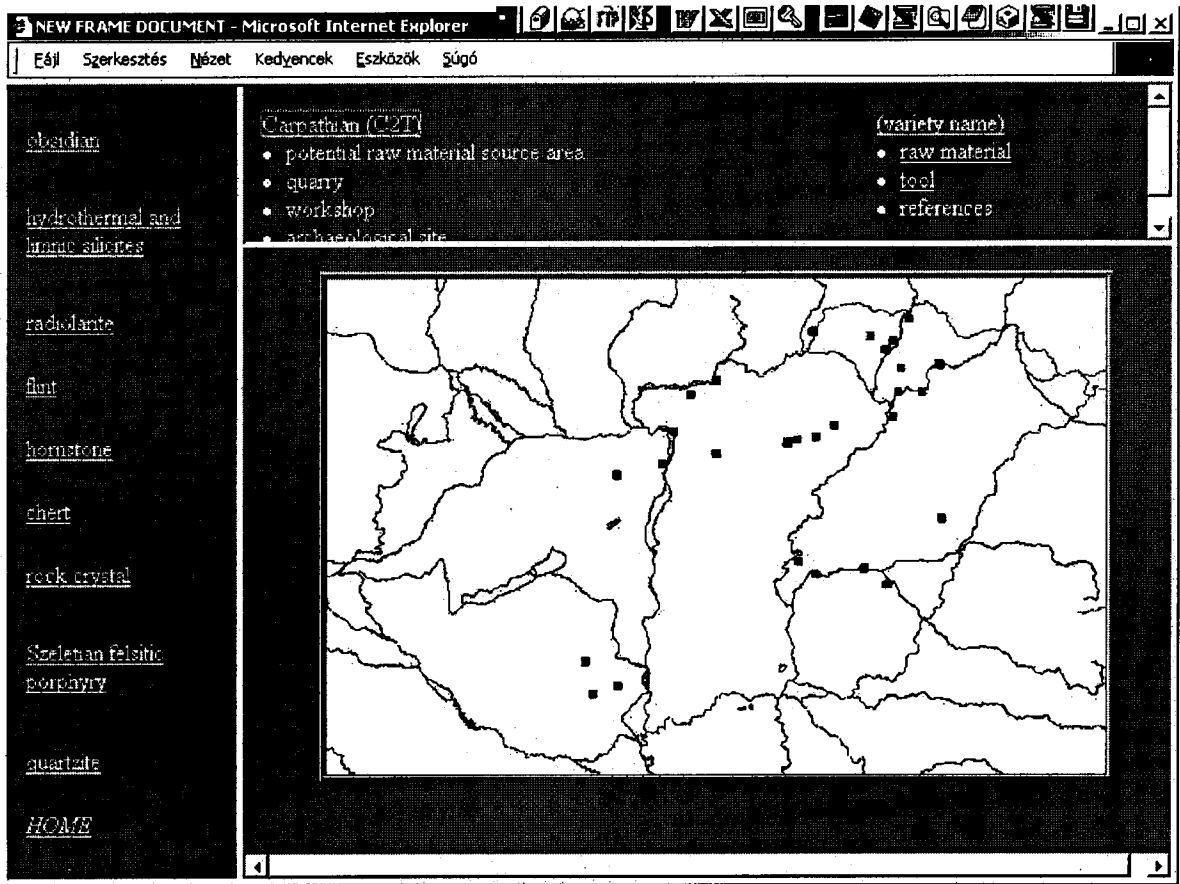 NEW FRAME DOCUMENT - Microsoft Internet Explorer
Fájl Szerkesztés Nézet Kedvencek Eszközök Súgó
obsidian
hydrothermal and
limnic silicites
radiolarite
flint
hornstone
chert
rock crystal
Szeletian felsitic
porphyry
quartzite
HOME
Carpathian (C2T)
potential raw material source area
quarry
workshop
archaeological site
(variety name)
raw material
tool
references